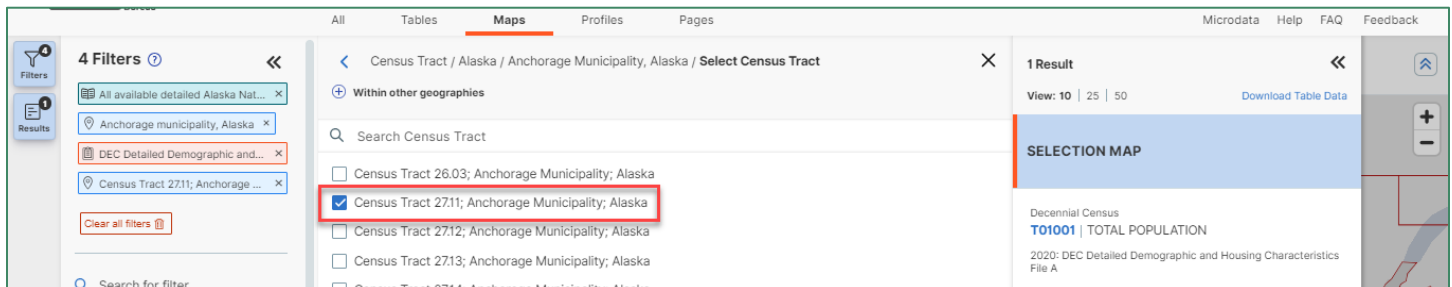 All Tables Maps Profiles Pages Microdata Help FAQ Feedback
4
Filters
1
Results
4 Filters ?
All available detailed Alaska Nat...
Anchorage municipality, Alaska
DEC Detailed Demographic and...
Census Tract 27.11; Anchorage ...
Clear all filters
Search for filter
Census Tract / Alaska / Anchorage Municipality, Alaska / Select Census Tract
Within other geographies
Search Census Tract
Census Tract 26.03; Anchorage Municipality; Alaska
Census Tract 27.11; Anchorage Municipality; Alaska
Census Tract 27.12; Anchorage Municipality; Alaska
Census Tract 27.13; Anchorage Municipality; Alaska
1 Result
View: 10 | 25 | 50 Download Table Data
SELECTION MAP
Decennial Census
T01001 | TOTAL POPULATION
2020: DEC Detailed Demographic and Housing Characteristics
File A